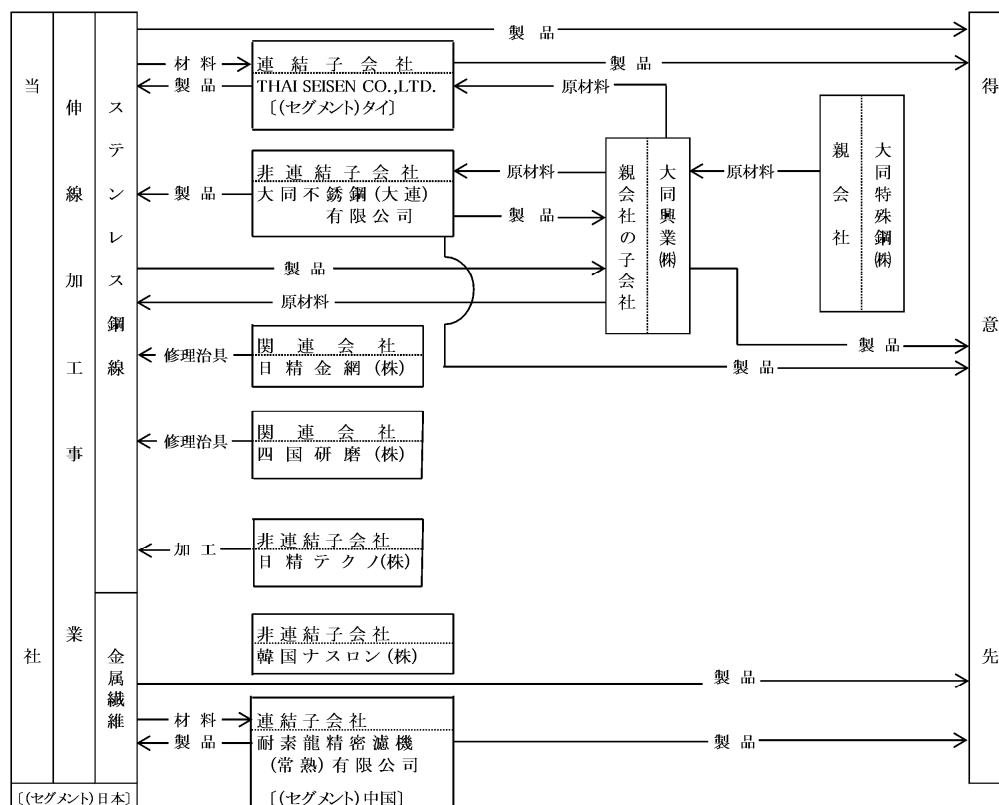 当社
伸線加工事業
ステンレス鋼線
金属繊維
[(セグメント)日本]
製品
材料
製品
連結子会社
THAI SEISEN CO.,LTD.
[(セグメント)タイ]
製品
原材料
製品
非連結子会社
大同不銹鋼(大連)
有限公司
原材料
製品
親会社の子会社
大同興業㈱
原材料
親会社
大同特殊鋼㈱
製品
原材料
製品
製品
修理治具
関連会社
日精金網(株)
修理治具
関連会社
四国研磨(株)
加工
非連結子会社
日精テクノ(株)
非連結子会社
韓国ナスロン(株)
製品
材料
製品
連結子会社
耐素龍精密濾機
(常熟)有限公司
[(セグメント)中国]
製品
得意先